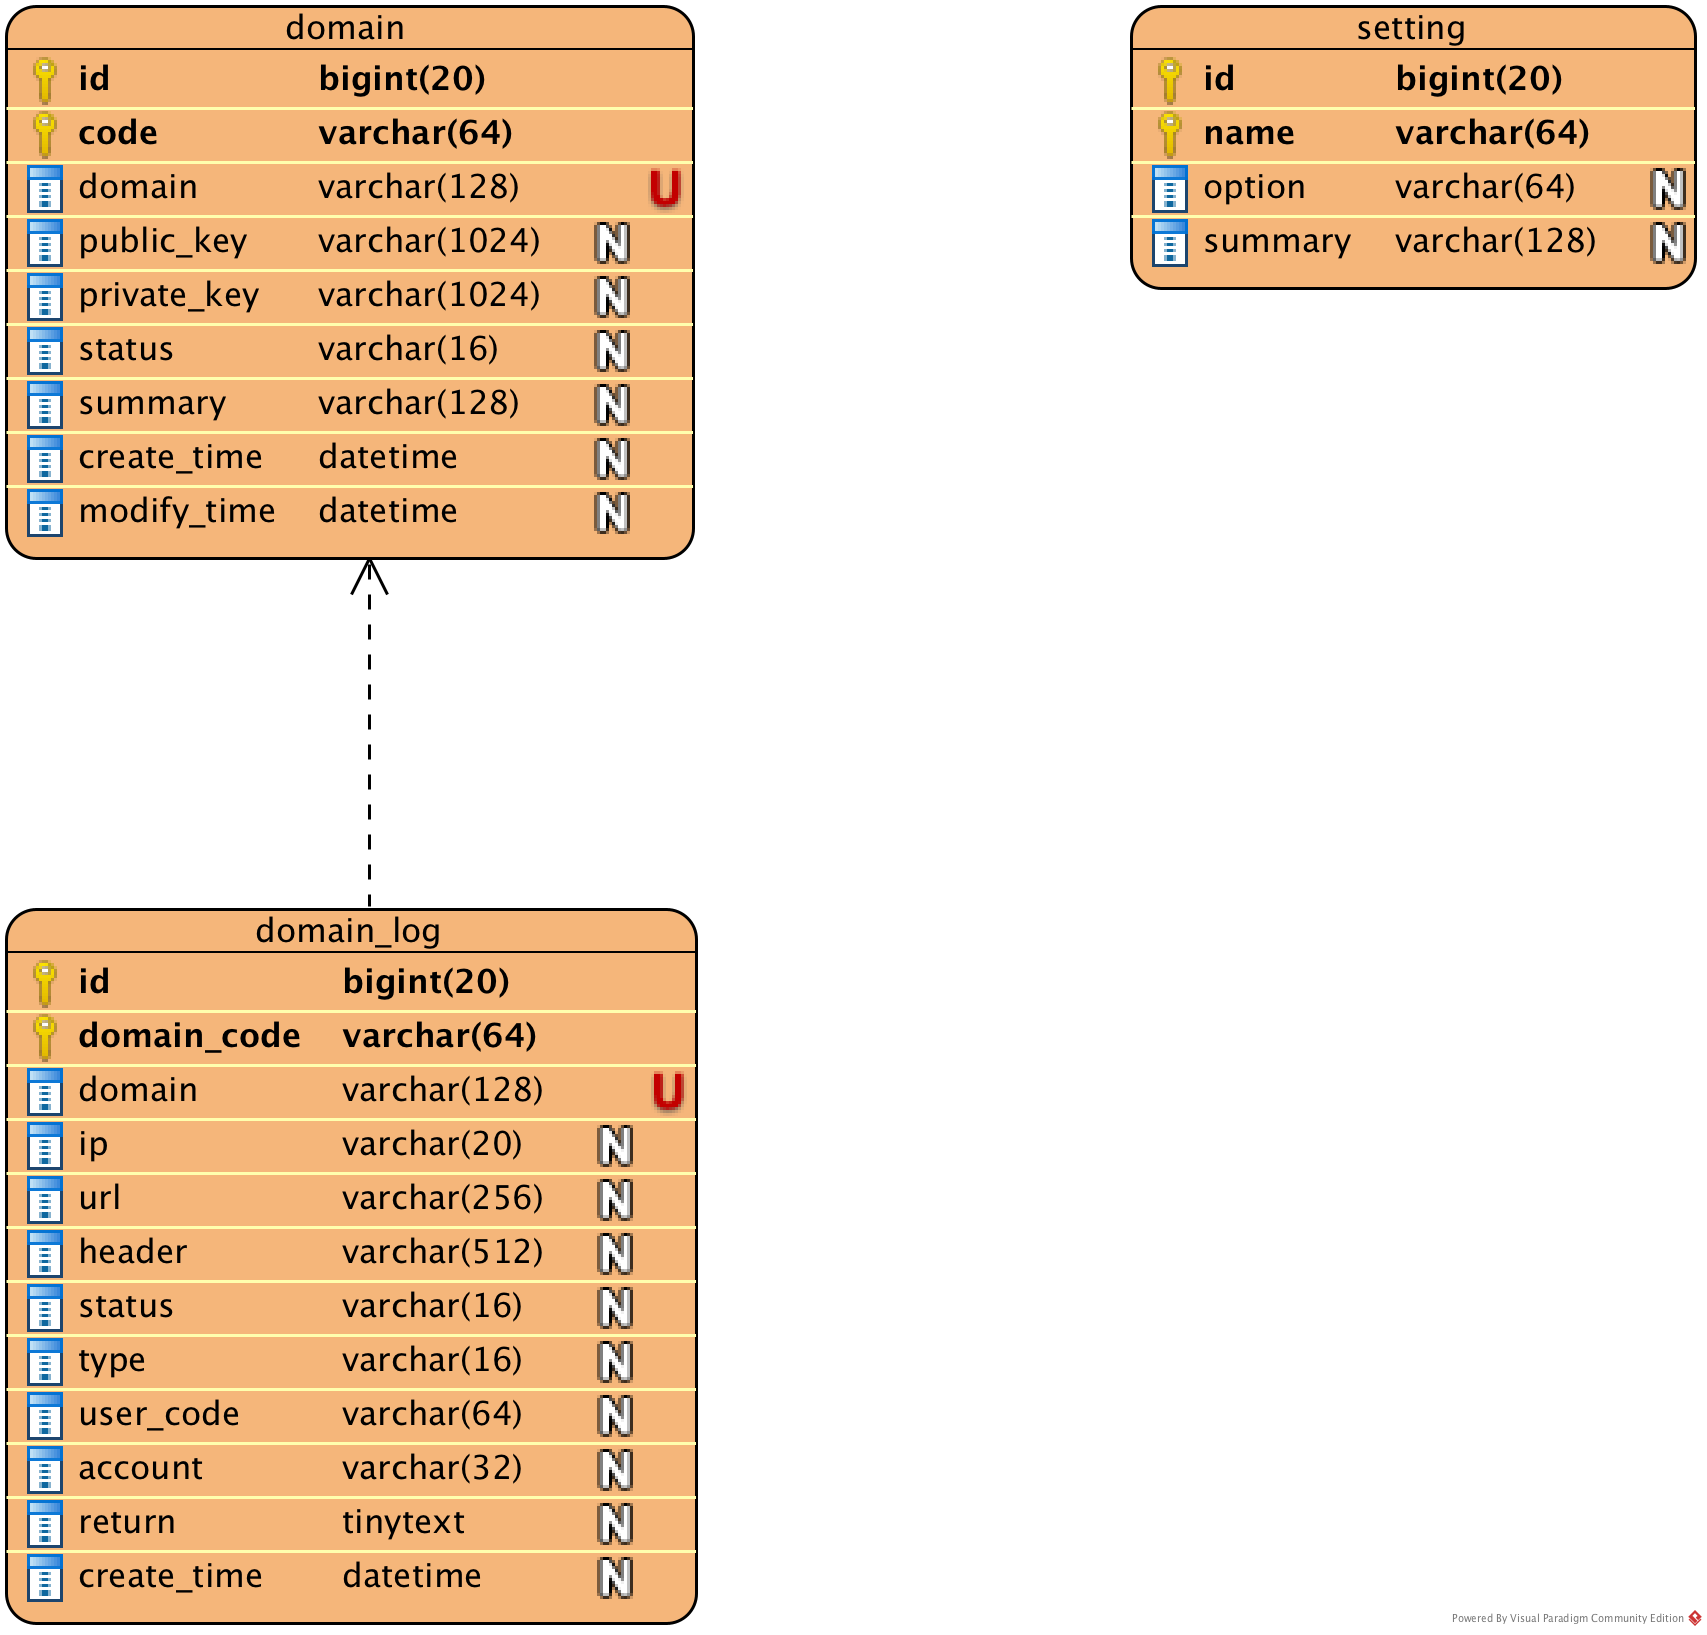 domain
id bigint(20)
code varchar(64)
domain varchar(128) U
public_key varchar(1024) N
private_key varchar(1024) N
status varchar(16) N
summary varchar(128) N
create_time datetime N
modify_time datetime N
setting
id bigint(20)
name varchar(64)
option varchar(64) N
summary varchar(128) N
domain_log
id bigint(20)
domain_code varchar(64)
domain varchar(128) U
ip varchar(20) N
url varchar(256) N
header varchar(512) N
status varchar(16) N
type varchar(16) N
user_code varchar(64) N
account varchar(32) N
return tinytext N
create_time datetime N
Powered By Visual Paradigm Community Edition